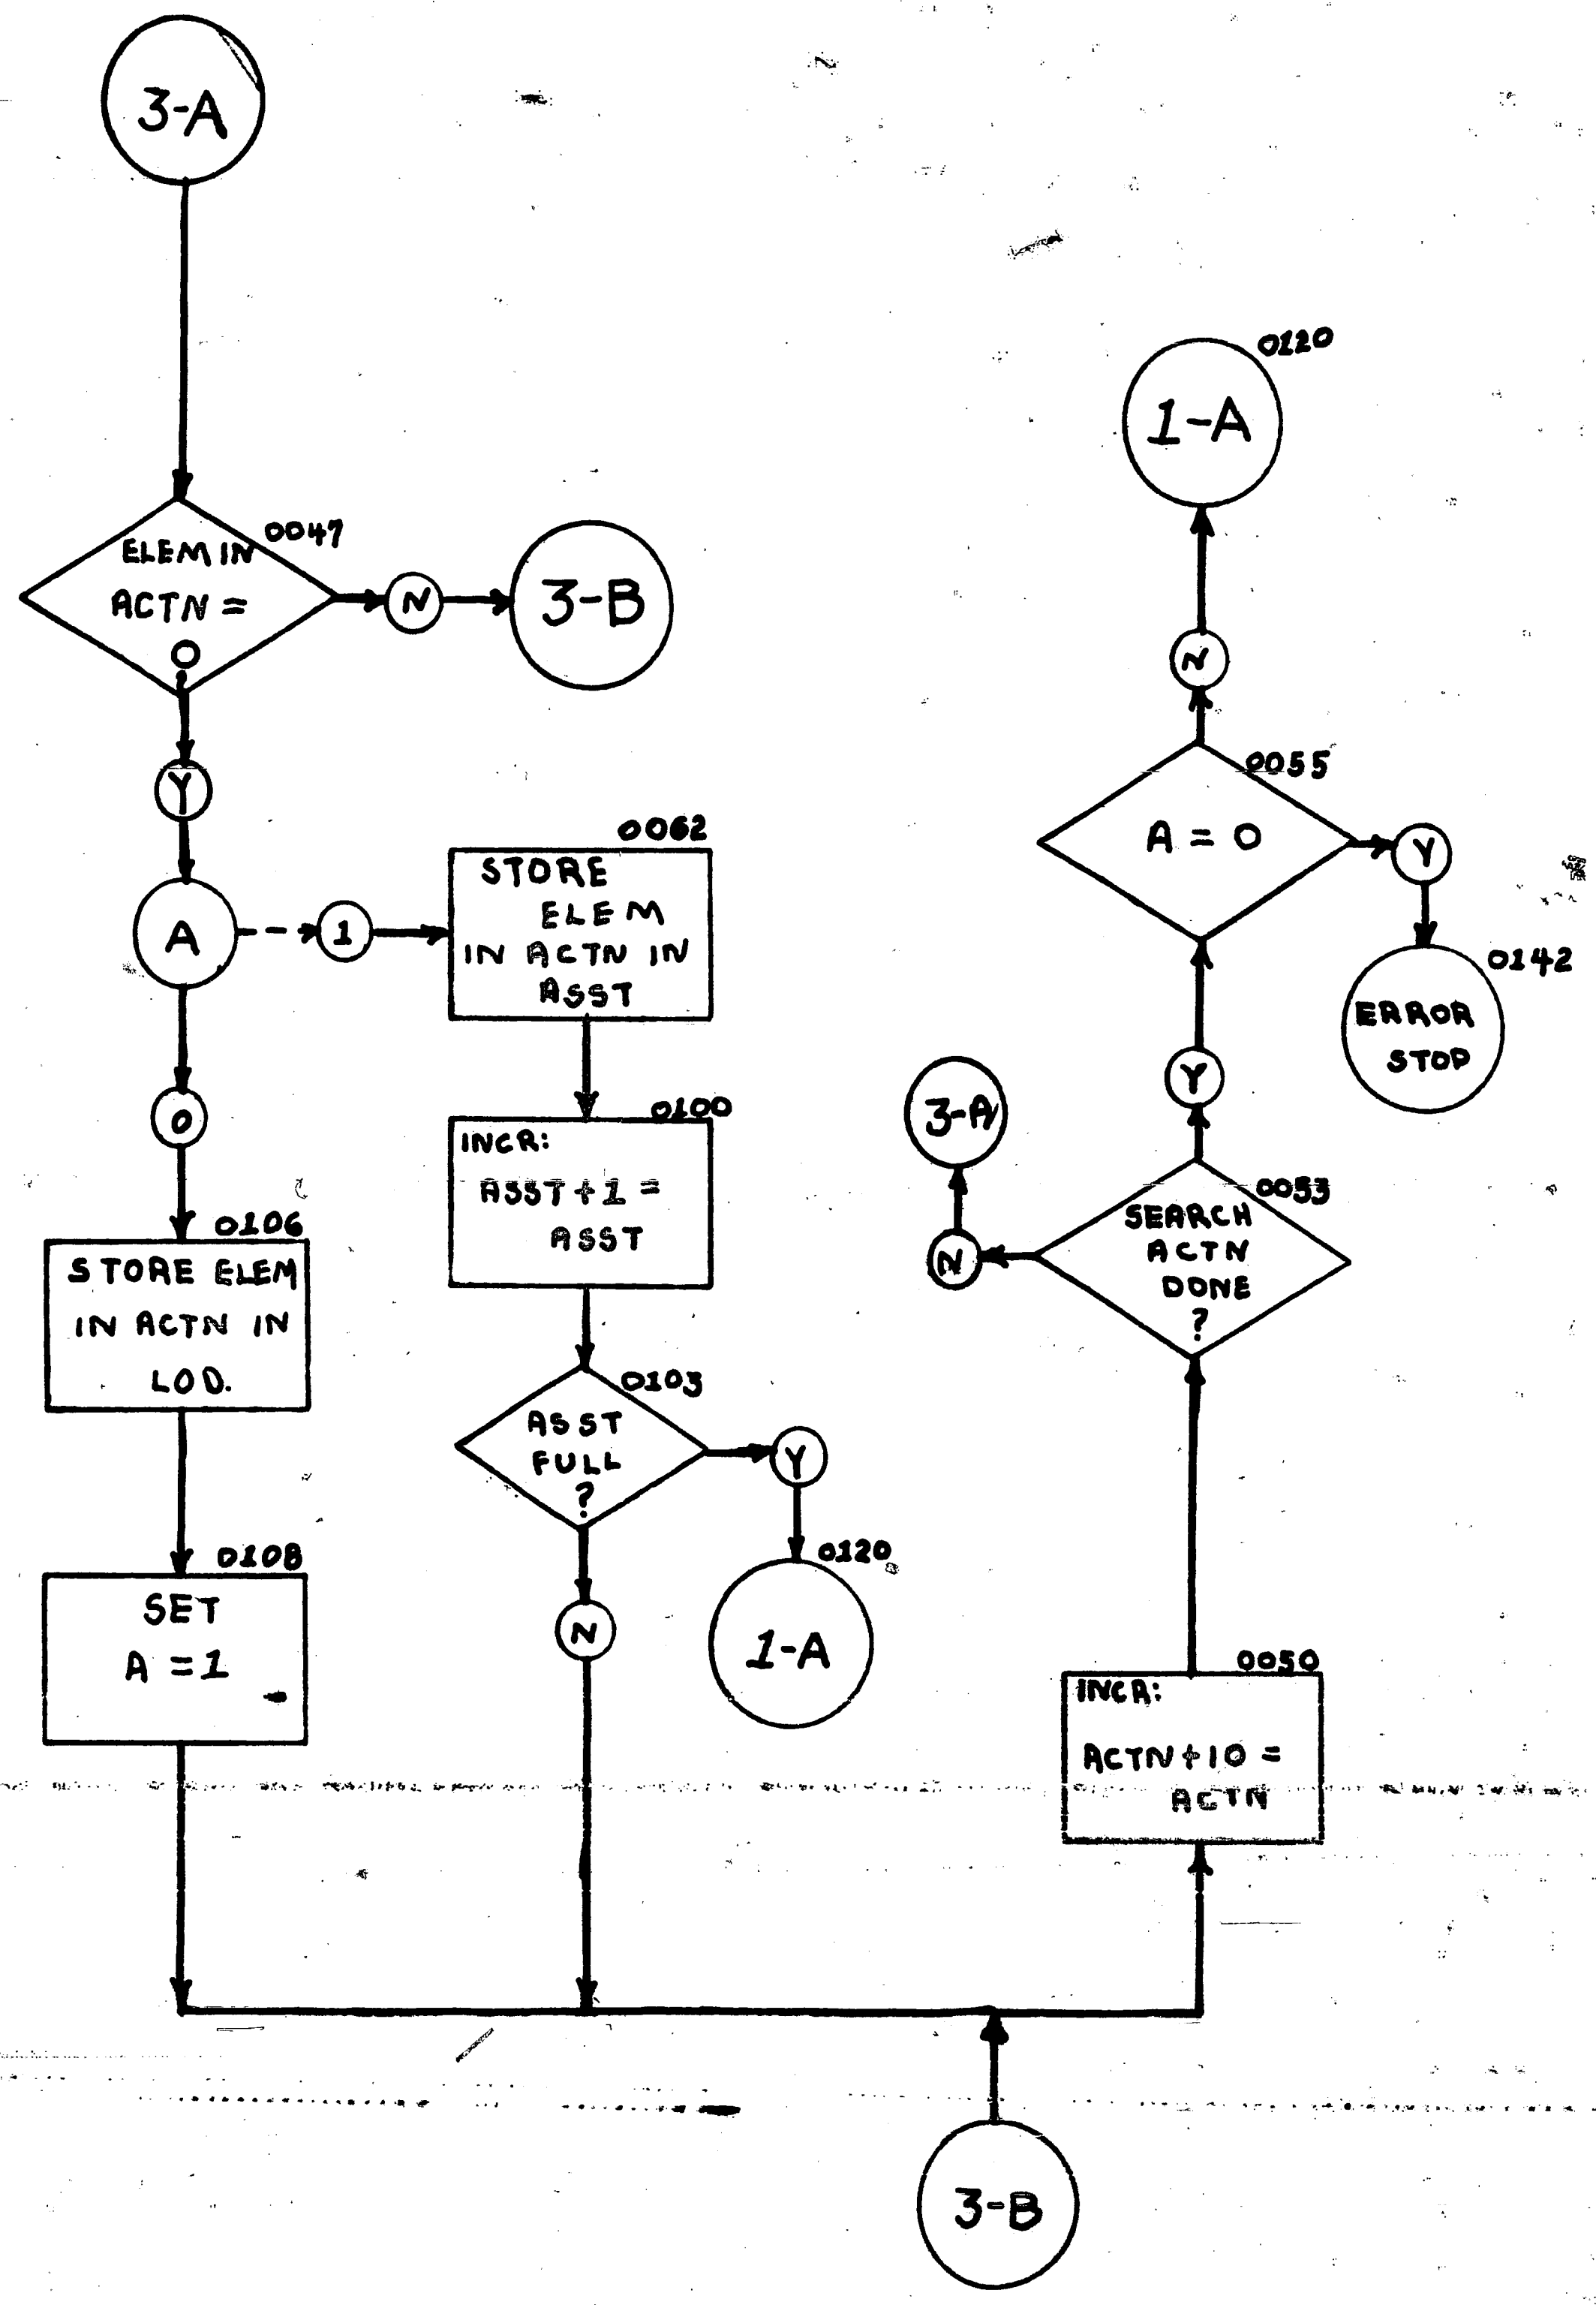 3-A
0047
ELEM IN
ACTN =
0
N
3-B
Y
A
1
0
0062
STORE
ELEM
IN ACTN IN
ASST
0100
INCR:
ASST+1 =
ASST
0106
STORE ELEM
IN ACTN IN
LOD.
0103
ASST
FULL
?
Y
0120
1-A
N
0108
SET
A = 1
0120
1-A
N
0055
A = 0
Y
0142
ERROR
STOP
Y
3-A
N
0053
SEARCH
ACTN
DONE
?
0050
INCR:
ACTN+10 =
ACTN
3-B